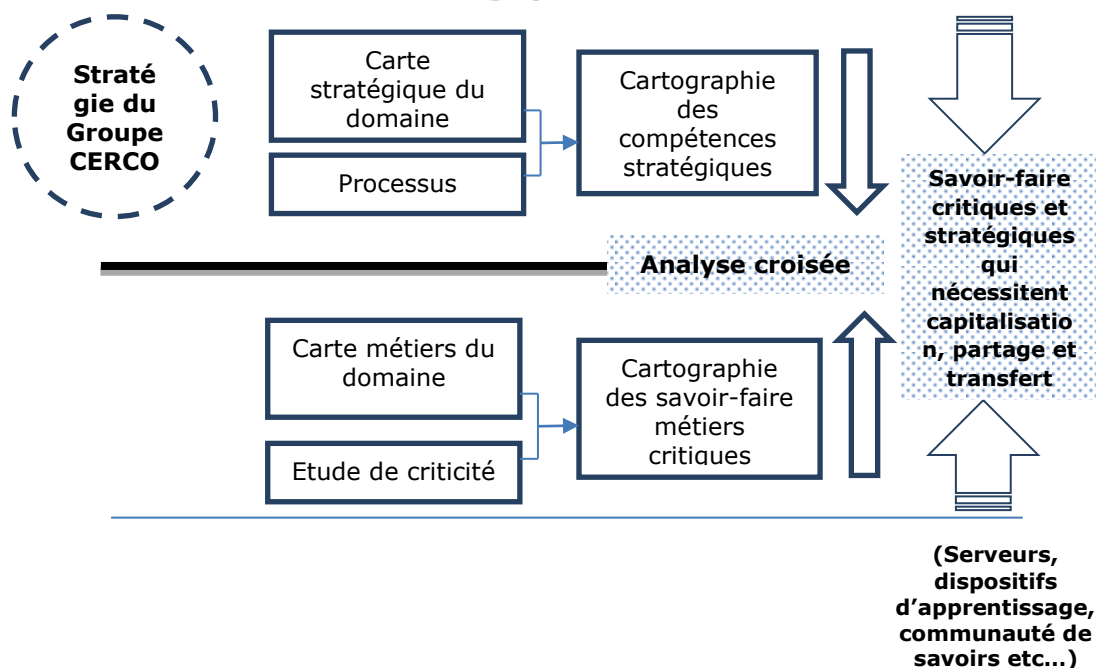 Straté
gie du
Groupe
CERCO
Carte
stratégique du
domaine
Processus
Cartographie
des
compétences
stratégiques
Savoir-faire
critiques et
stratégiques
qui
nécessitent
capitalisatio
n, partage et
transfert
Analyse croisée
Carte métiers du
domaine
Etude de criticité
Cartographie
des savoir-faire
métiers
critiques
(Serveurs,
dispositifs
d’apprentissage,
communauté de
savoirs etc...)